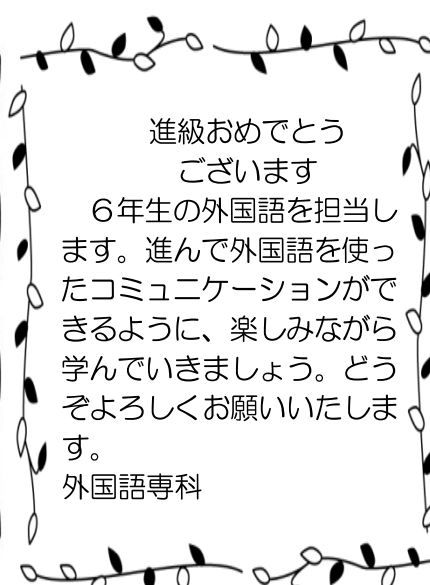 進級おめでとう
ございます
　６年生の外国語を担当し
ます。進んで外国語を使っ
たコミュニケーションがで
きるように、楽しみながら
学んでいきましょう。どう
ぞよろしくお願いいたしま
す。
外国語専科